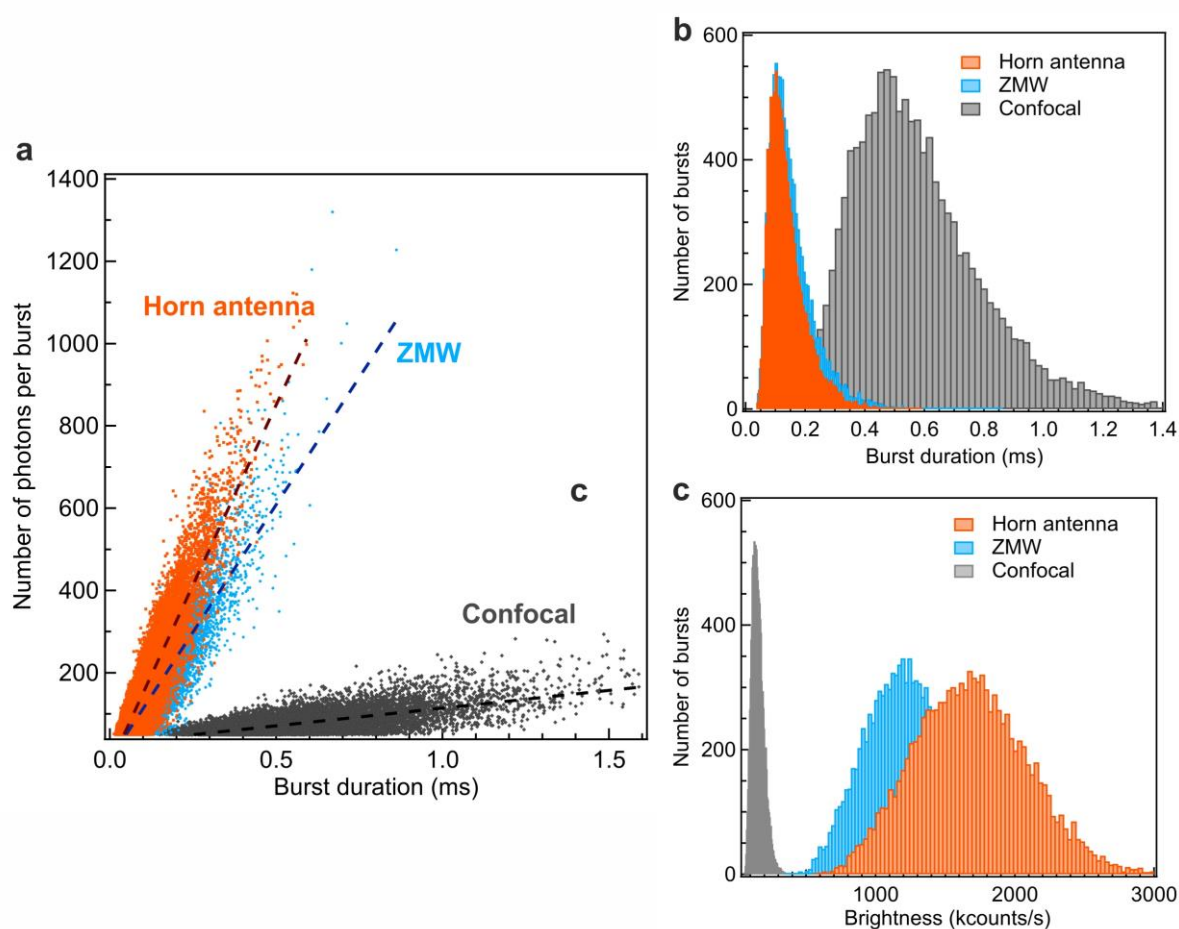 a
1400
1200
1000
800
600
400
200
Number of photons per burst
Horn antenna
ZMW
c
Confocal
0.0 0.5 1.0 1.5
Burst duration (ms)
b
600
400
200
0
Number of bursts
Horn antenna
ZMW
Confocal
0.0 0.2 0.4 0.6 0.8 1.0 1.2 1.4
Burst duration (ms)
c
600
400
200
0
Number of bursts
Horn antenna
ZMW
Confocal
1000 2000 3000
Brightness (kcounts/s)